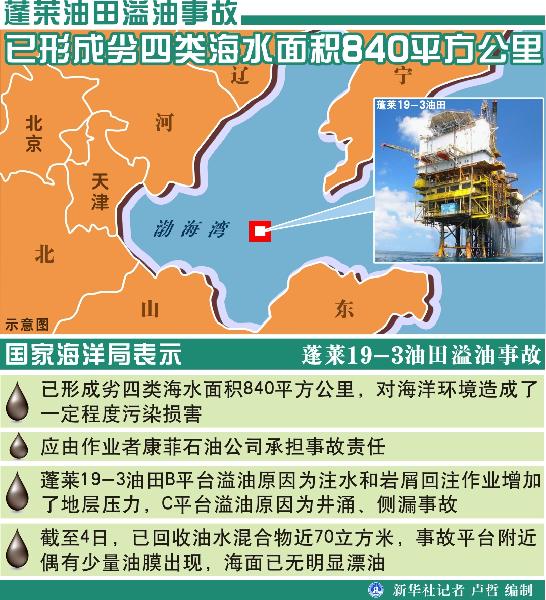 蓬莱油田溢油事故
已形成劣四类海水面积840平方公里
辽
宁
蓬莱19-3油田
北京
河
天津
渤海湾
北
山
东
示意图
国家海洋局表示
蓬莱19-3油田溢油事故
已形成劣四类海水面积840平方公里，对海洋环境造成了
一定程度污染损害
应由作业者康菲石油公司承担事故责任
蓬莱19-3油田B平台溢油原因为注水和岩屑回注作业增加
了地层压力，C平台溢油原因为井涌、侧漏事故
截至4日，已回收油水混合物近70立方米，事故平台附近
偶有少量油膜出现，海面已无明显漂油
新华社记者 卢哲 编制